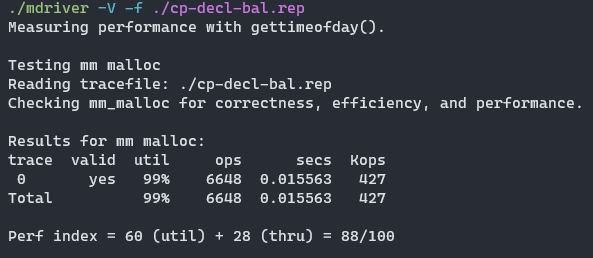 ./mdriver -V -f ./cp-decl-bal.rep
Measuring performance with gettimeofday().

Testing mm malloc
Reading tracefile: ./cp-decl-bal.rep
Checking mm_malloc for correctness, efficiency, and performance.

Results for mm malloc:
trace  valid  util     ops      secs  Kops
 0       yes   99%    6648  0.015563   427
Total          99%    6648  0.015563   427

Perf index = 60 (util) + 28 (thru) = 88/100